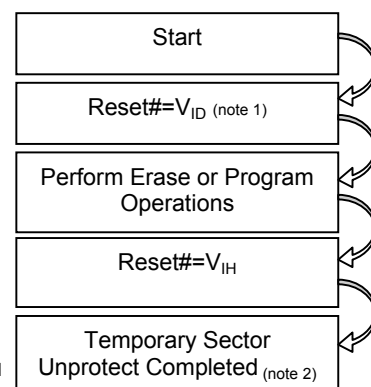 Start
Reset#=VID (note 1)
Perform Erase or Program
Operations
Reset#=VIH
Temporary Sector
Unprotect Completed (note 2)